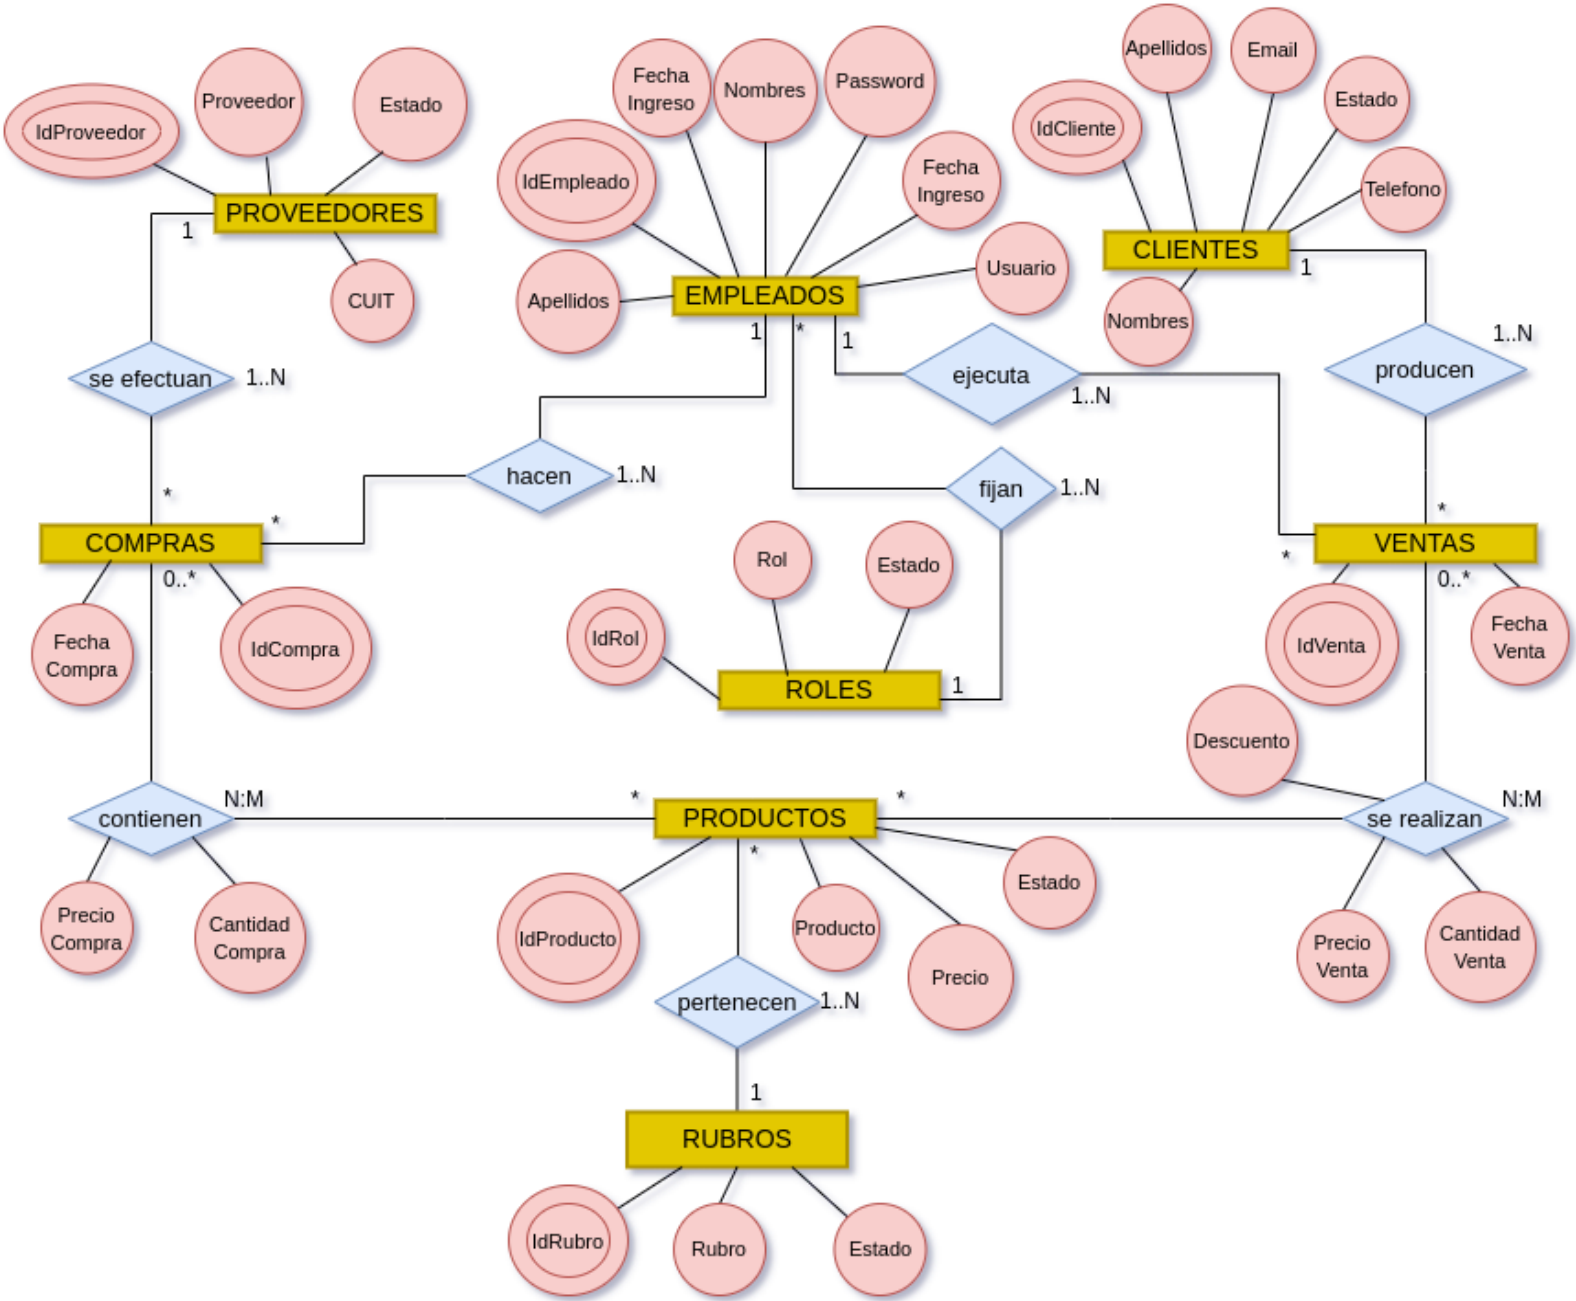 Apellidos
Email
Fecha
Ingreso
Nombres
Password
Proveedor
Estado
Estado
IdProveedor
IdCliente
IdEmpleado
Fecha
Ingreso
Telefono
PROVEEDORES
1
CLIENTES
1
Usuario
CUIT
Apellidos
EMPLEADOS
Nombres
1
*
1
1..N
se efectuan
1..N
ejecuta
1..N
producen
hacen
1..N
fijan
1..N
*
*
*
*
COMPRAS
VENTAS
0..*
0..*
Rol
Estado
Fecha
Compra
IdCompra
IdRol
IdVenta
Fecha
Venta
ROLES
1
Descuento
contienen
N:M
*
PRODUCTOS
*
se realizan
N:M
*
Precio
Compra
Cantidad
Compra
IdProducto
Producto
Precio
Estado
Precio
Venta
Cantidad
Venta
pertenecen
1..N
1
RUBROS
IdRubro
Rubro
Estado